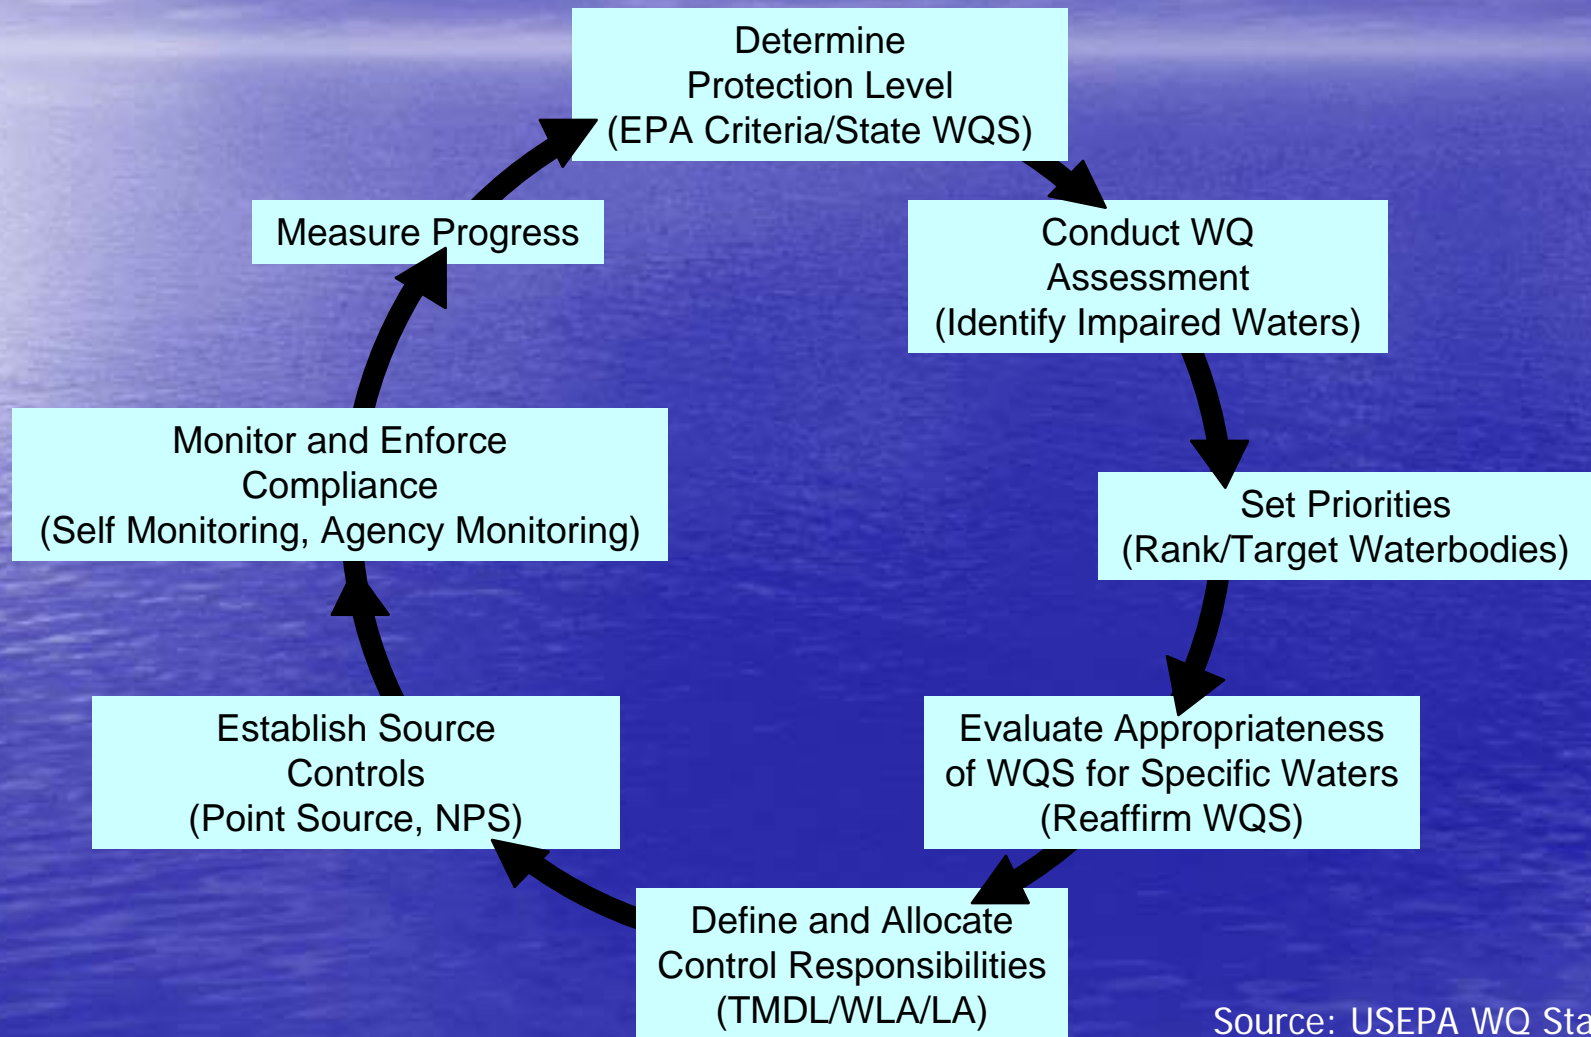 Determine
Protection Level
(EPA Criteria/State WQS)
Conduct WQ
Assessment
(Identify Impaired Waters)
Set Priorities
(Rank/Target Waterbodies)
Evaluate Appropriateness
of WQS for Specific Waters
(Reaffirm WQS)
Define and Allocate
Control Responsibilities
(TMDL/WLA/LA)
Establish Source
Controls
(Point Source, NPS)
Monitor and Enforce
Compliance
(Self Monitoring, Agency Monitoring)
Measure Progress
Source: USEPA WQ